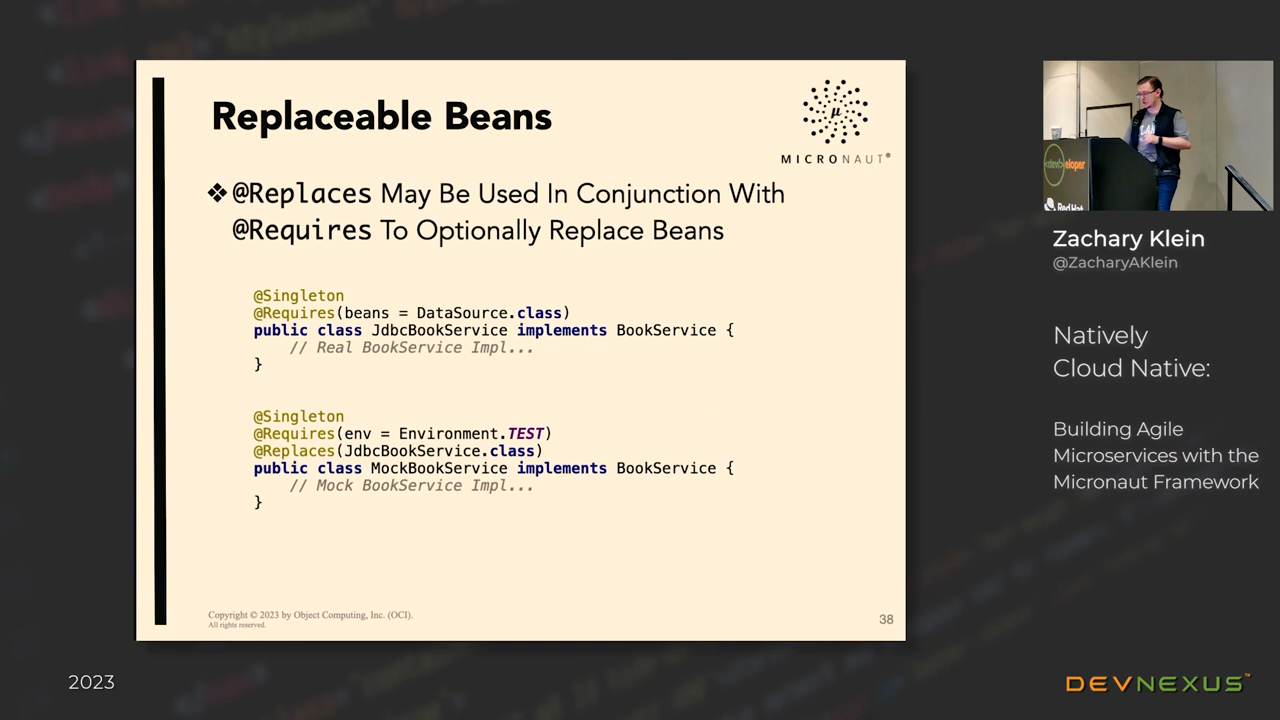 Replaceable Beans
μ
MICRONAUT®
❖ @Replaces May Be Used In Conjunction With
@Requires To Optionally Replace Beans
@Singleton
@Requires(beans = DataSource.class)
public class JdbcBookService implements BookService {
// Real BookService Impl...
}
@Singleton
@Requires(env = Environment.TEST)
@Replaces(JdbcBookService.class)
public class MockBookService implements BookService {
// Mock BookService Impl...
}
Copyright © 2023 by Object Computing, Inc. (OCI).
All rights reserved.
38
Red Hat
Zachary Klein
@ZacharyAKlein
Natively
Cloud Native:
Building Agile
Microservices with the
Micronaut Framework
2023
DEVNEXUS™